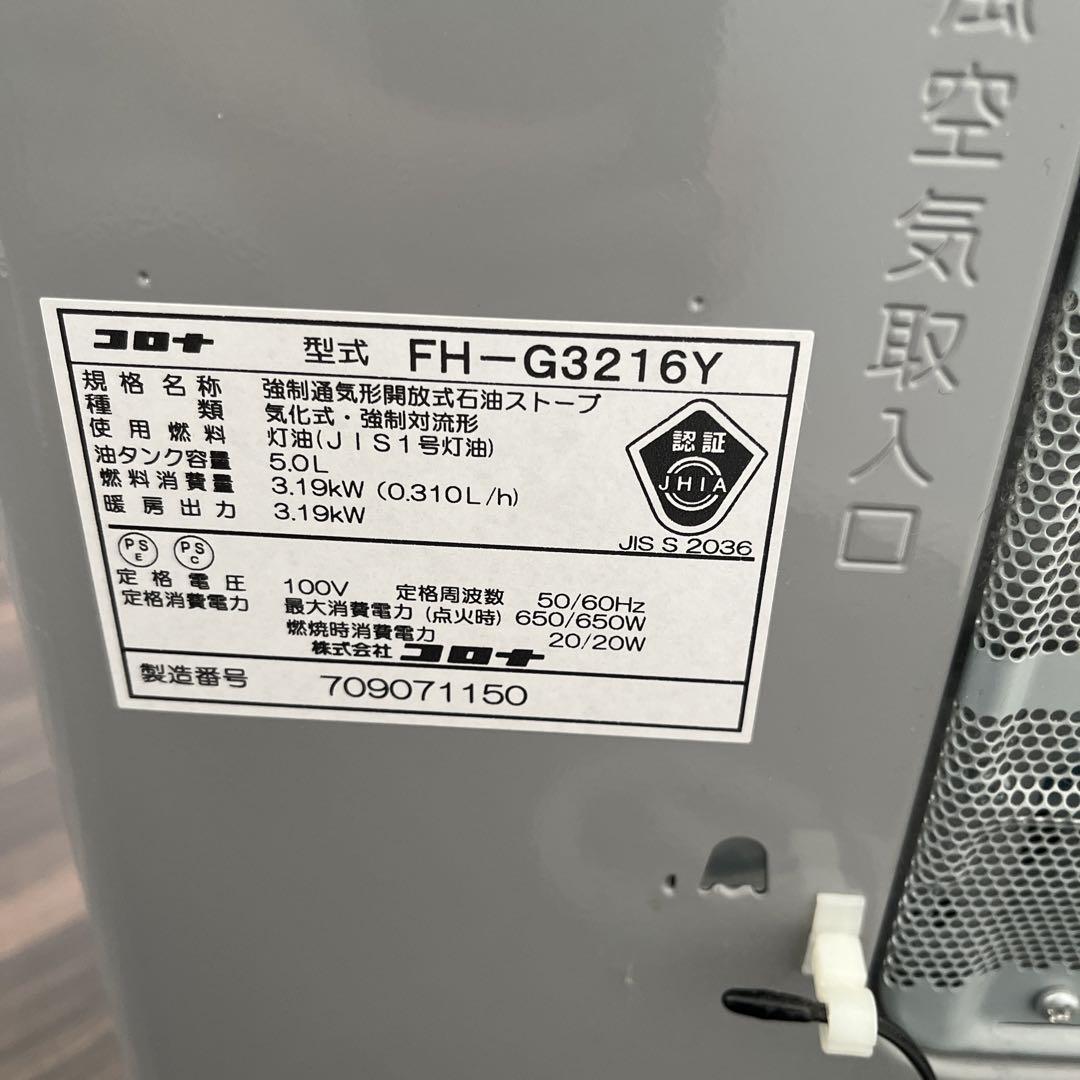 コロナ 型式 FH-G3216Y
規格名称 強制通気形開放式石油ストーブ
種類 気化式・強制対流形
使用燃料 灯油(JIS1号灯油)
油タンク容量 5.0L
燃料消費量 3.19kW (0.310L/h)
暖房出力 3.19kW
認証
JHIA
JIS S 2036
PS E PS C
定格電圧 100V 定格周波数 50/60Hz
定格消費電力 最大消費電力 (点火時) 650/650W
燃焼時消費電力 20/20W
株式会社 コロナ
製造番号 709071150
空気取入口